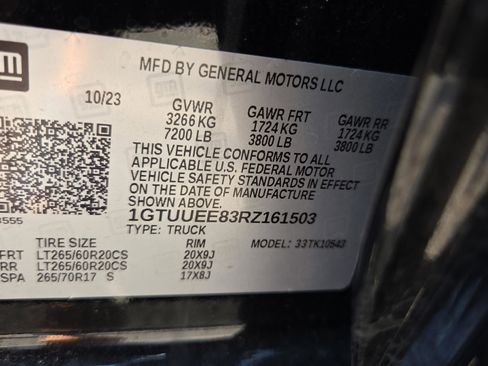 gm
MFD BY GENERAL MOTORS LLC
10/23
GVWR GAWR FRT GAWR RR
3266 KG 1724 KG 1724 KG
7200 LB 3800 LB 3800 LB
THIS VEHICLE CONFORMS TO ALL
APPLICABLE U.S. FEDERAL MOTOR
VEHICLE SAFETY STANDARDS IN EFFECT
ON THE DATE OF MANUFACTURE
SHOWN ABOVE.
1GTUUEE83RZ161503
TYPE: TRUCK MODEL: 33TK10543
TIRE SIZE RIM
FRT LT265/60R20CS 20X9J
RR LT265/60R20CS 20X9J
SPA 265/70R17 S 17X8J